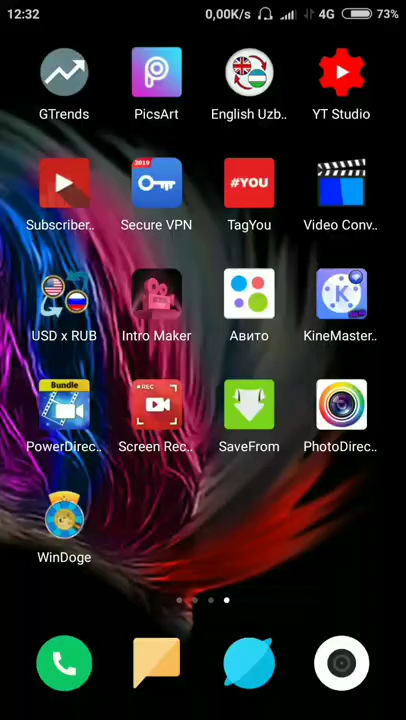 12:32 0,00K/s 4G 73%
GTrends PicsArt English Uzb.. YT Studio
2019
#YOU
Subscriber.. Secure VPN TagYou Video Conv..
K
USD x RUB Intro Maker Авито KineMaster..
Bundle
REC
PowerDirec.. Screen Rec.. SaveFrom PhotoDirec..
WinDoge